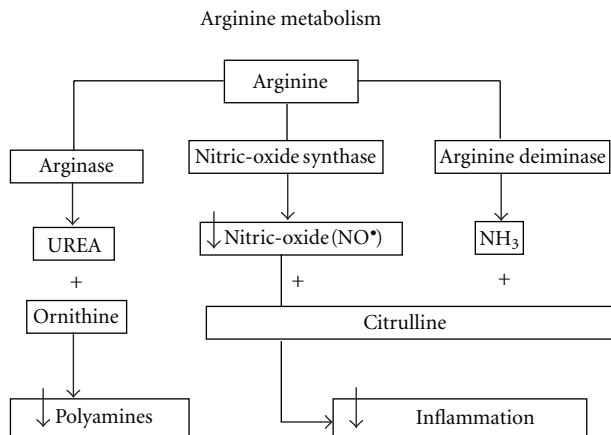 Arginine metabolism
Arginine
Arginase
Nitric-oxide synthase
Arginine deiminase
UREA
Nitric-oxide (NO•)
NH₃
+
+
+
Ornithine
Citrulline
Polyamines
Inflammation